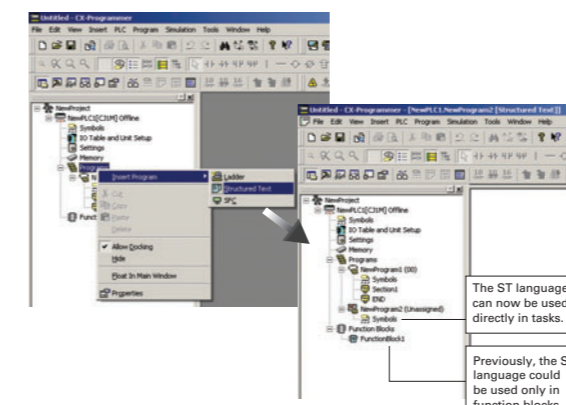 Untitled - CX-Programmer
File Edit View Insert PLC Program Simulation Tools Window Help
NewProject
NewPLC1[CJ1M] Offline
Symbols
IO Table and Unit Setup
Settings
Memory
Programs
Funct
Insert Program
Cut
Copy
Paste
Delete
Allow Docking
Hide
Float In Main Window
Properties
Ladder
Structured Text
SFC
Untitled - CX-Programmer - [NewPLC1.NewProgram2 [Structured Text]]
File Edit View Insert PLC Program Simulation Tools Window Help
NewProject
NewPLC1[CJ1M] Offline
Symbols
IO Table and Unit Setup
Settings
Memory
Programs
NewProgram1 (00)
Symbols
Section1
END
NewProgram2 (Unassigned)
Symbols
Function Blocks
FunctionBlock1
The ST language
can now be used
directly in tasks.
Previously, the S
language could
be used only in
function blocks